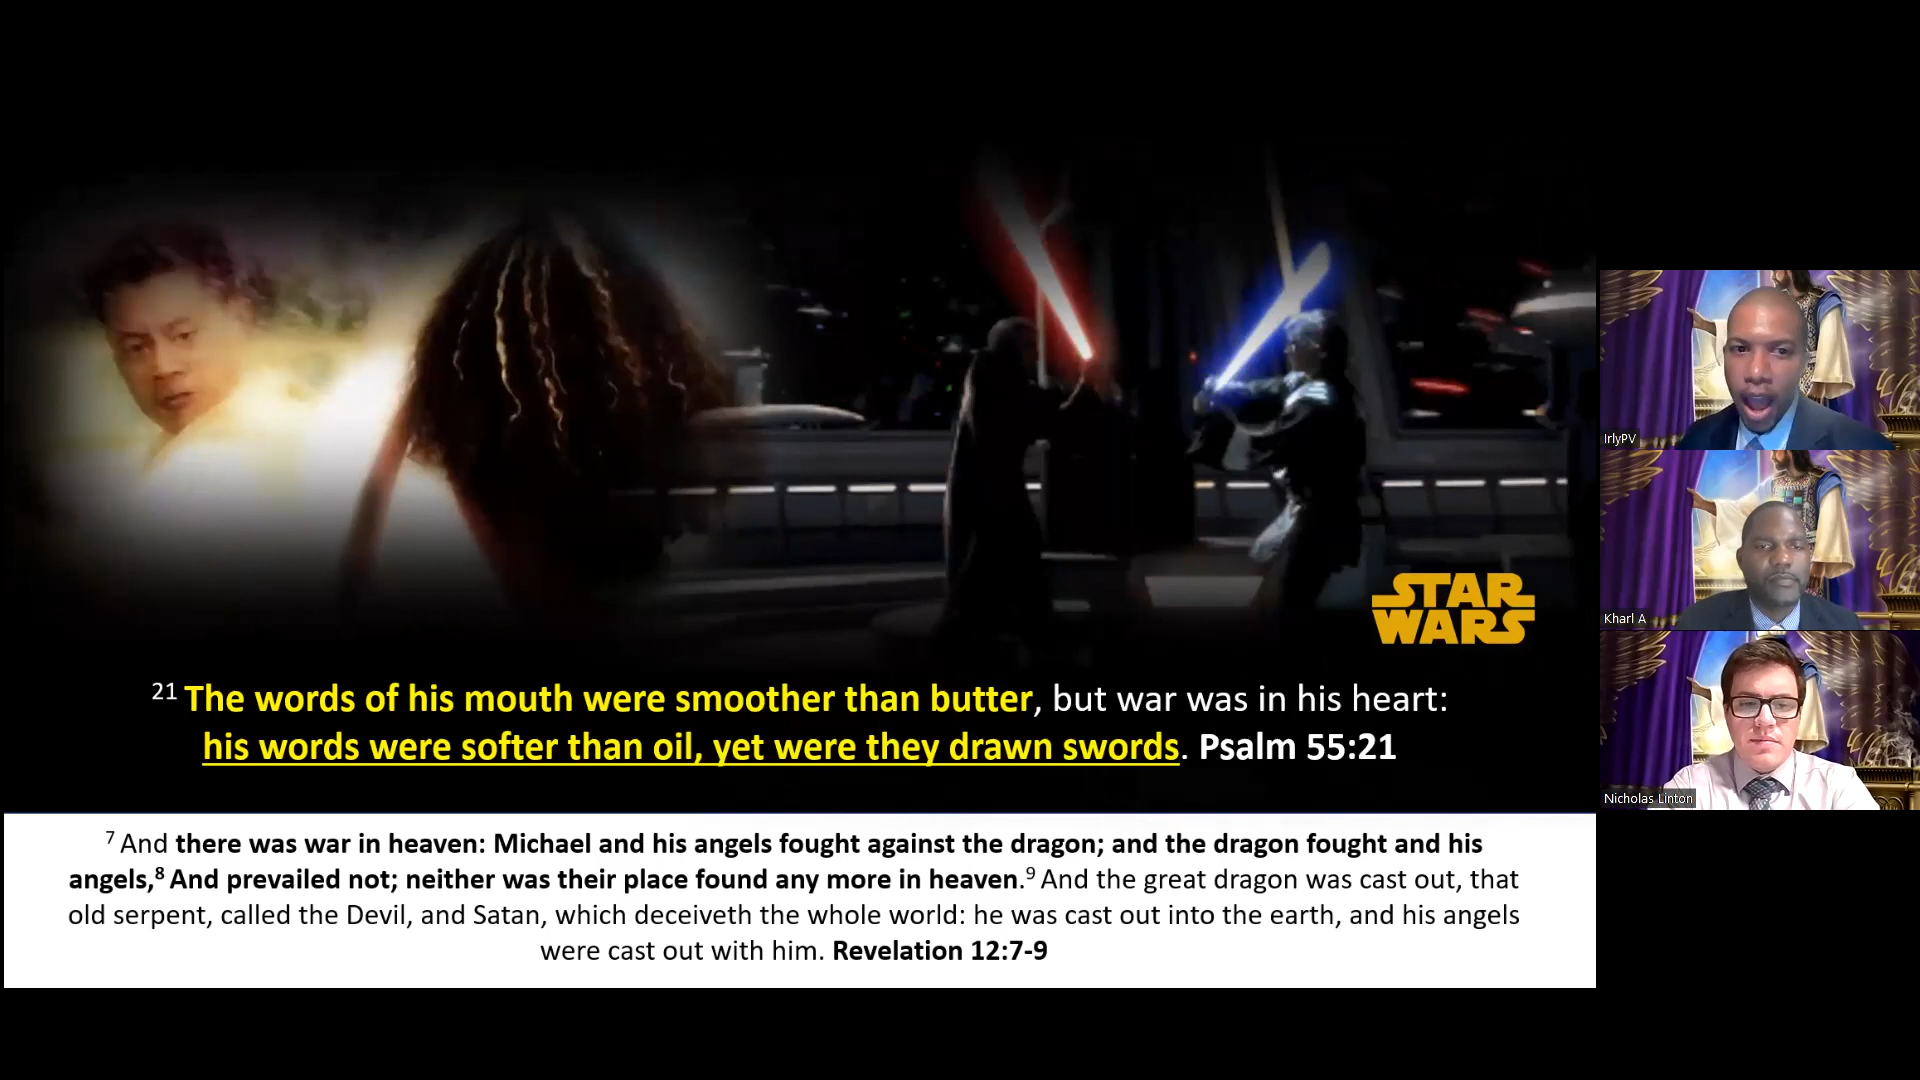 STAR
WARS
21 The words of his mouth were smoother than butter, but war was in his heart:
his words were softer than oil, yet were they drawn swords. Psalm 55:21
7 And there was war in heaven: Michael and his angels fought against the dragon; and the dragon fought and his
angels,8 And prevailed not; neither was their place found any more in heaven.9 And the great dragon was cast out, that
old serpent, called the Devil, and Satan, which deceiveth the whole world: he was cast out into the earth, and his angels
were cast out with him. Revelation 12:7-9
IrlyPV
Kharl A
Nicholas Linton